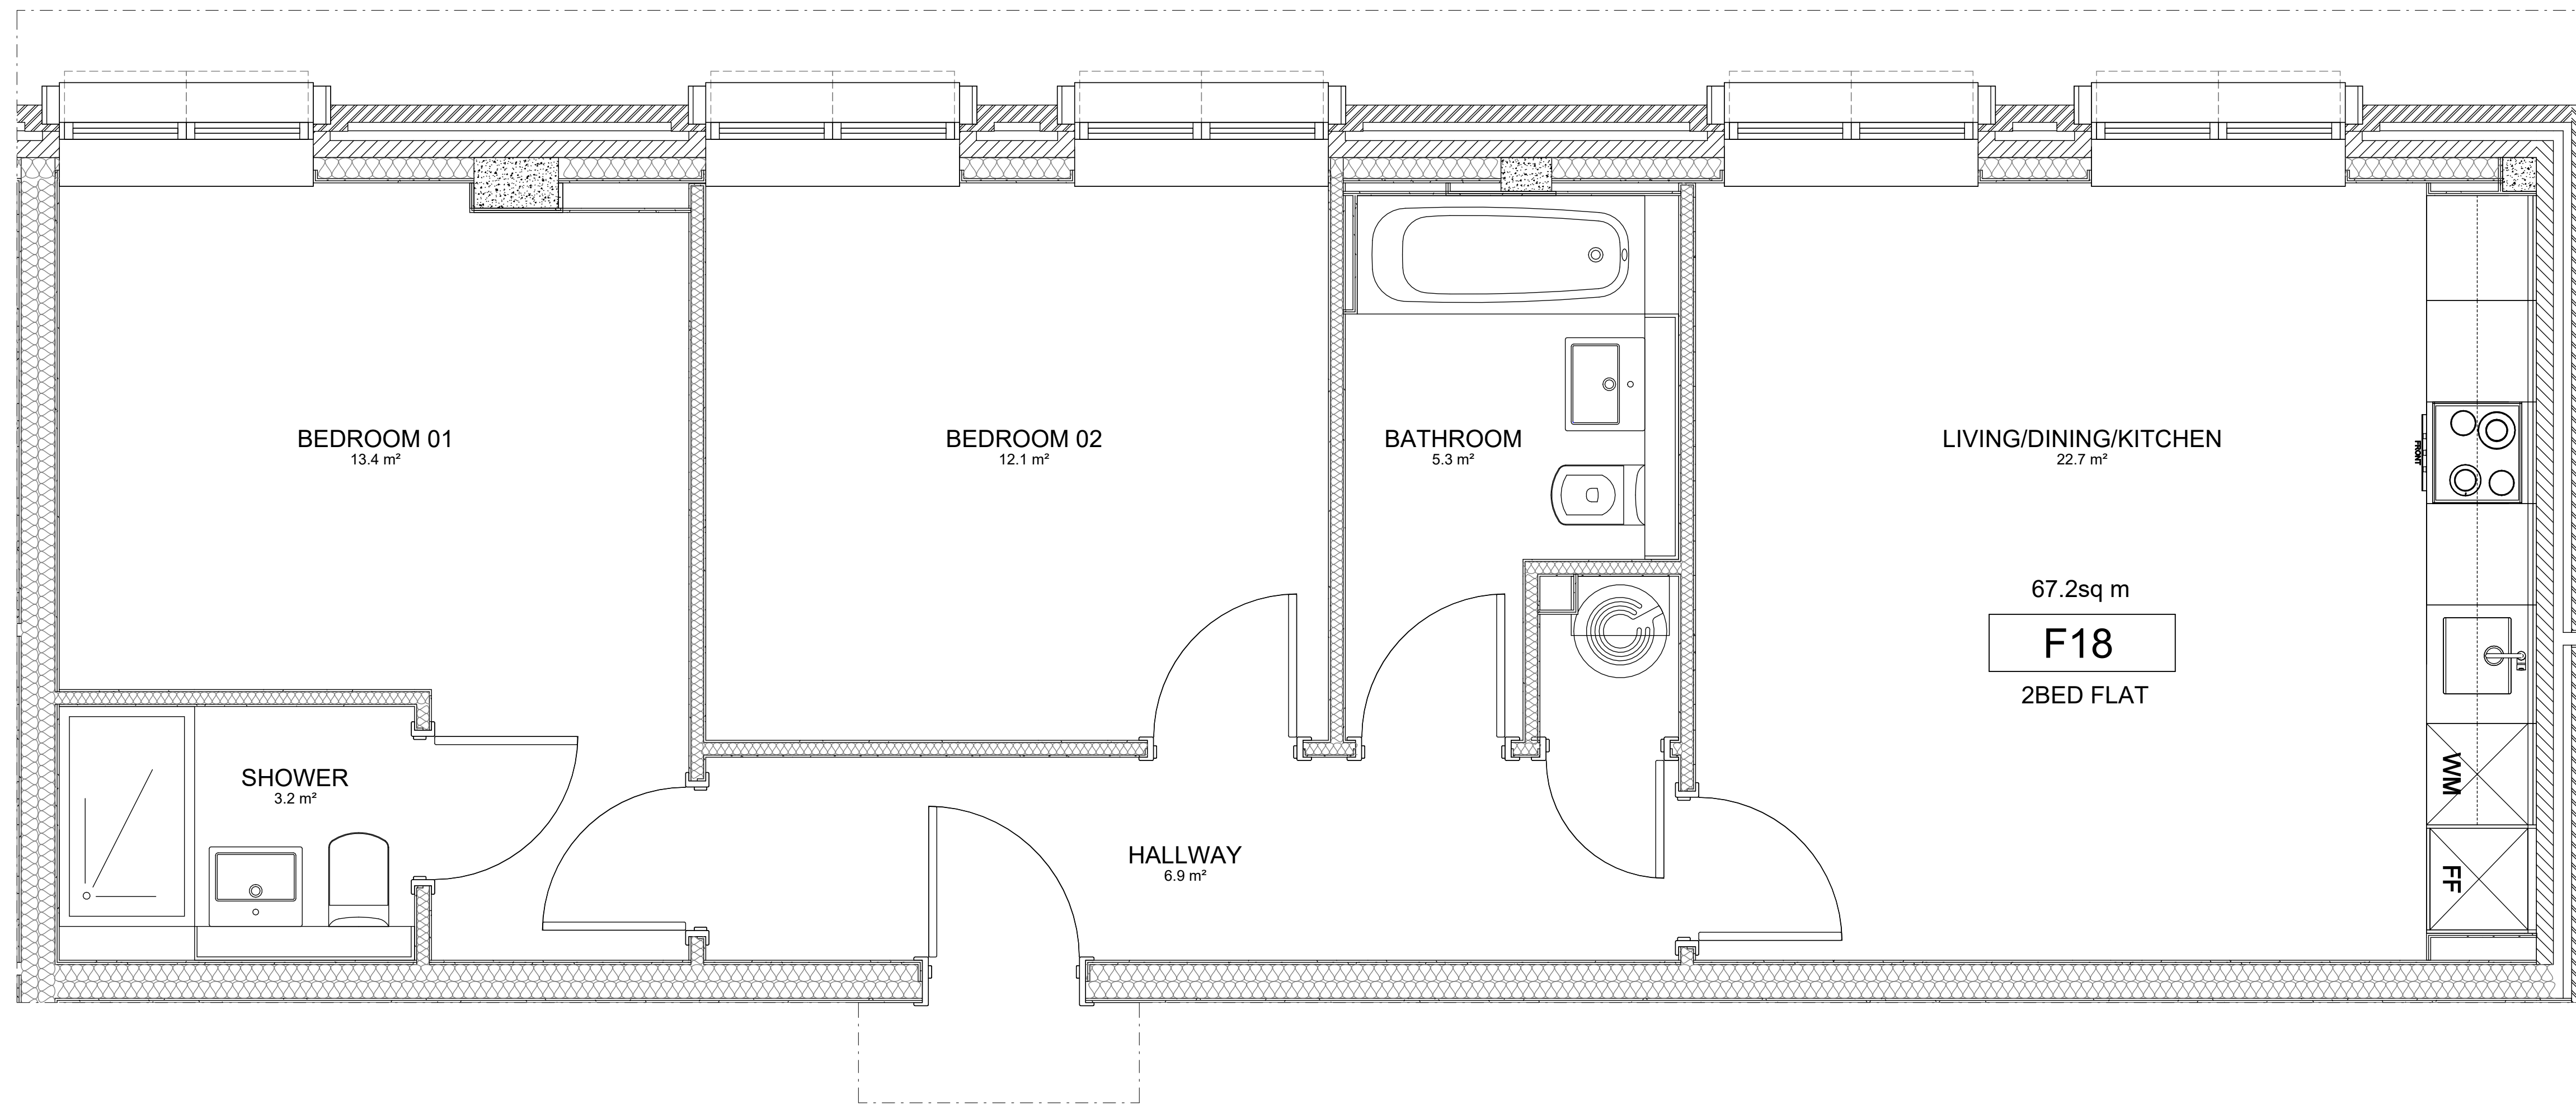 BEDROOM 01
13.4 m²
BEDROOM 02
12.1 m²
BATHROOM
5.3 m²
LIVING/DINING/KITCHEN
22.7 m²
FRONT
67.2sq m
F18
2BED FLAT
SHOWER
3.2 m²
HALLWAY
6.9 m²
WM
FF